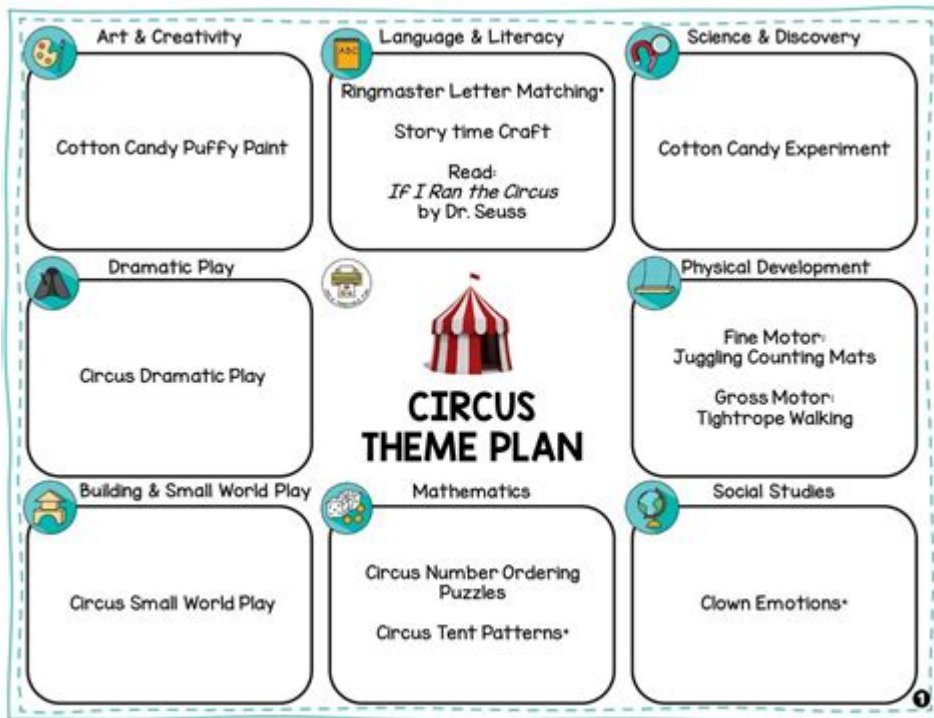 Art & Creativity
Cotton Candy Puffy Paint
Language & Literacy
ABC
Ringmaster Letter Matching*
Story time Craft
Read:
If I Ran the Circus
by Dr. Seuss
Science & Discovery
Cotton Candy Experiment
Dramatic Play
Circus Dramatic Play
CIRCUS
THEME PLAN
Physical Development
Fine Motor:
Juggling Counting Mats
Gross Motor:
Tightrope Walking
Building & Small World Play
Circus Small World Play
Mathematics
Circus Number Ordering
Puzzles
Circus Tent Patterns*
Social Studies
Clown Emotions*
1